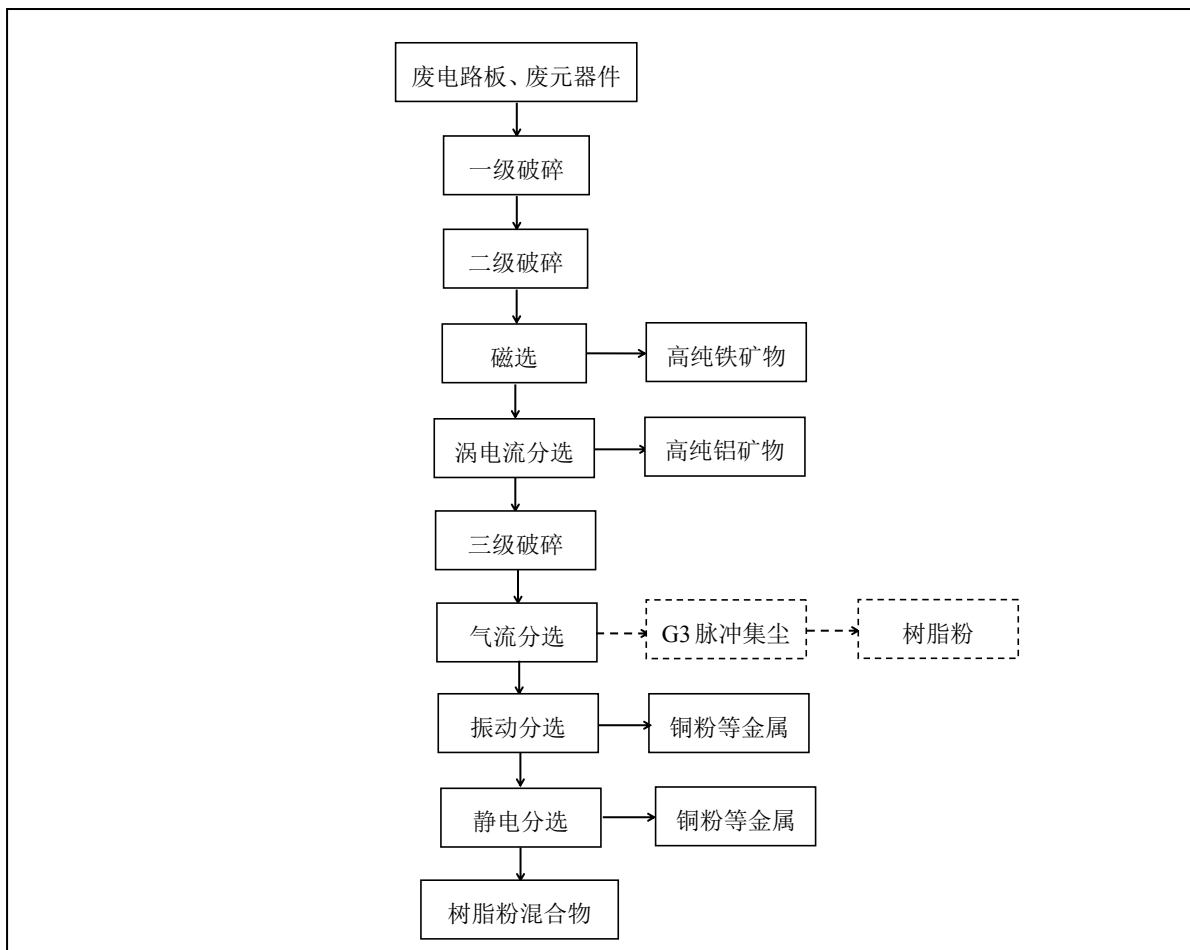 废电路板、废元器件
一级破碎
二级破碎
磁选
高纯铁矿物
涡电流分选
高纯铝矿物
三级破碎
气流分选
G3脉冲集尘
树脂粉
振动分选
铜粉等金属
静电分选
铜粉等金属
树脂粉混合物